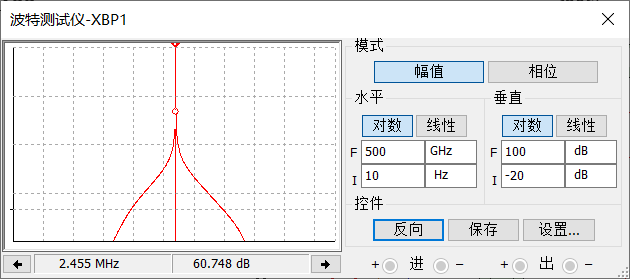 波特测试仪-XBP1
模式
幅值 相位
水平 垂直
对数 线性 对数 线性
F 500 GHz F 100 dB
I 10 Hz I -20 dB
控件
反向 保存 设置...
2.455 MHz 60.748 dB
+ 进 − + 出 −